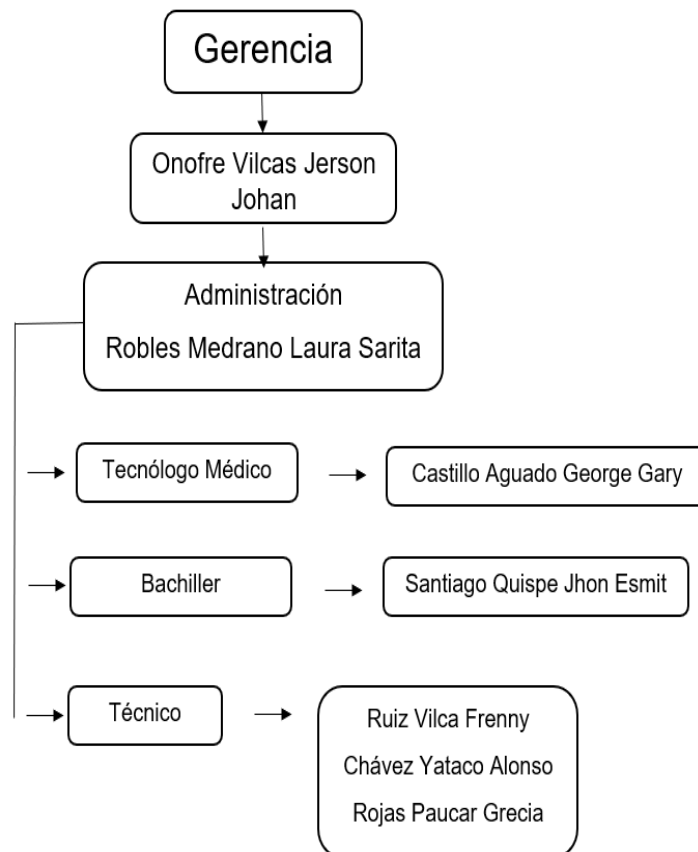 Gerencia
Onofre Vilcas Jerson
Johan
Administración
Robles Medrano Laura Sarita
Tecnólogo Médico
Castillo Aguado George Gary
Bachiller
Santiago Quispe Jhon Esmit
Técnico
Ruiz Vilca Frenny
Chávez Yataco Alonso
Rojas Paucar Grecia